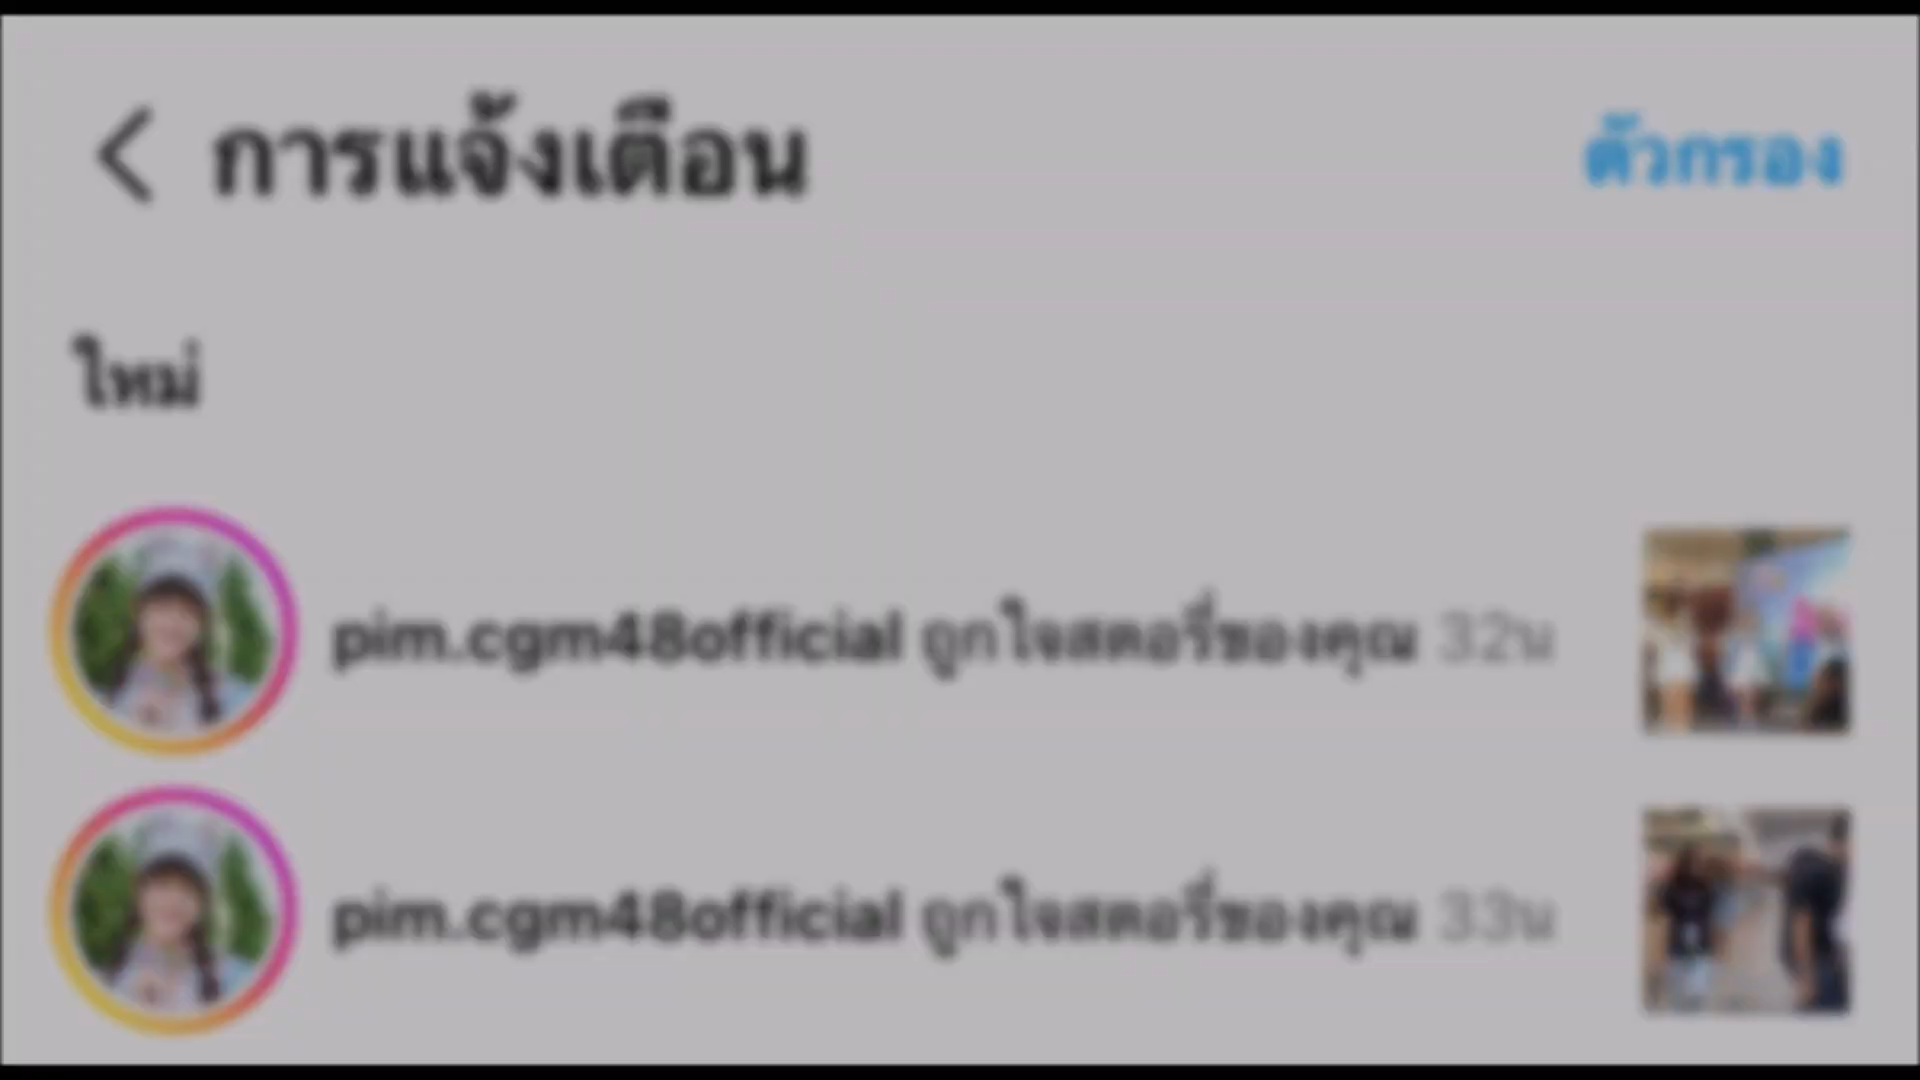 การแจ้งเตือน
ตัวกรอง
ใหม่
pim.cgm48official ถูกใจสตอรี่ของคุณ 32น
pim.cgm48official ถูกใจสตอรี่ของคุณ 33น